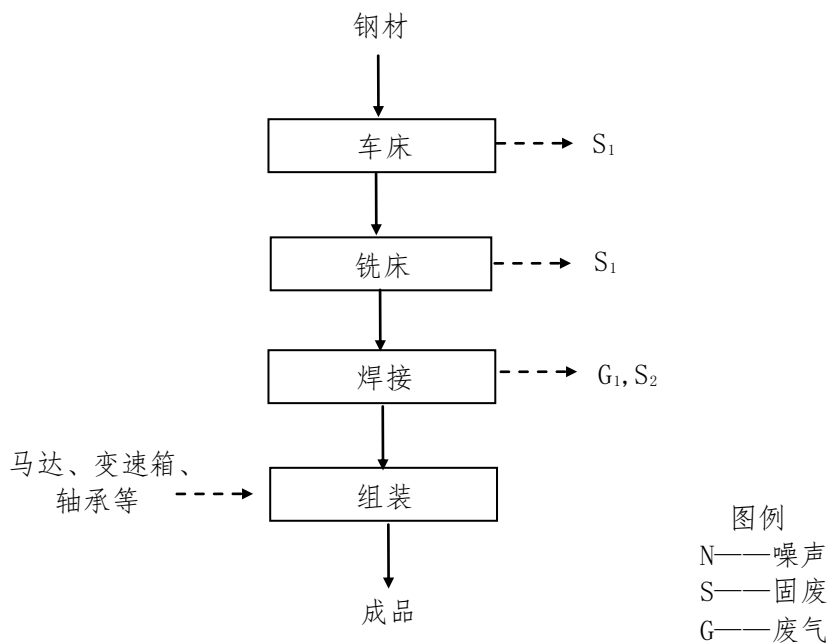 钢材
车床
S₁
铣床
S₁
焊接
G₁,S₂
马达、变速箱、
轴承等
组装
成品
图例
N——噪声
S——固废
G——废气